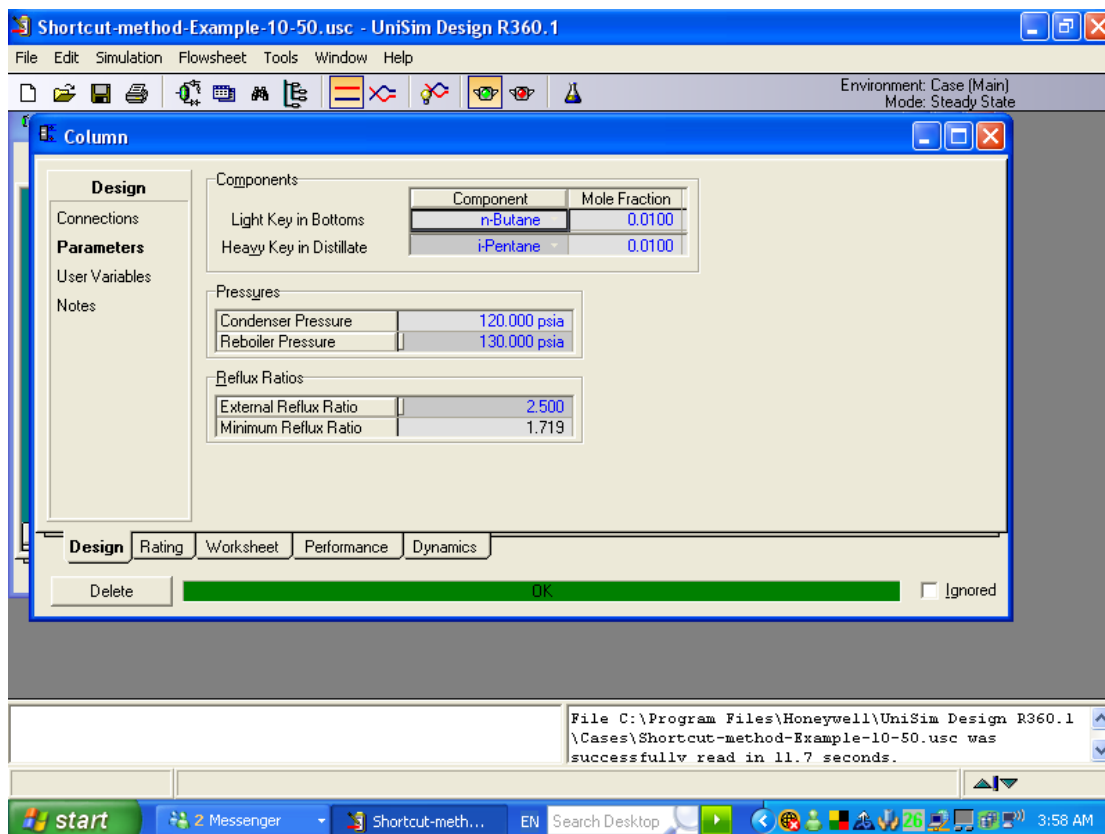 Shortcut-method-Example-10-50.usc - UniSim Design R360.1
File Edit Simulation Flowsheet Tools Window Help
Environment: Case (Main)
Mode: Steady State
Column
Design
Connections
Parameters
User Variables
Notes
Components
Component Mole Fraction
Light Key in Bottoms n-Butane 0.0100
Heavy Key in Distillate i-Pentane 0.0100
Pressures
Condenser Pressure 120.000 psia
Reboiler Pressure 130.000 psia
Reflux Ratios
External Reflux Ratio 2.500
Minimum Reflux Ratio 1.719
Design Rating Worksheet Performance Dynamics
Delete OK Ignored
File C:\Program Files\Honeywell\UniSim Design R360.1
\Cases\Shortcut-method-Example-10-50.usc was
successfully read in 11.7 seconds.
start 2 Messenger Shortcut-meth... EN Search Desktop 26 3:58 AM